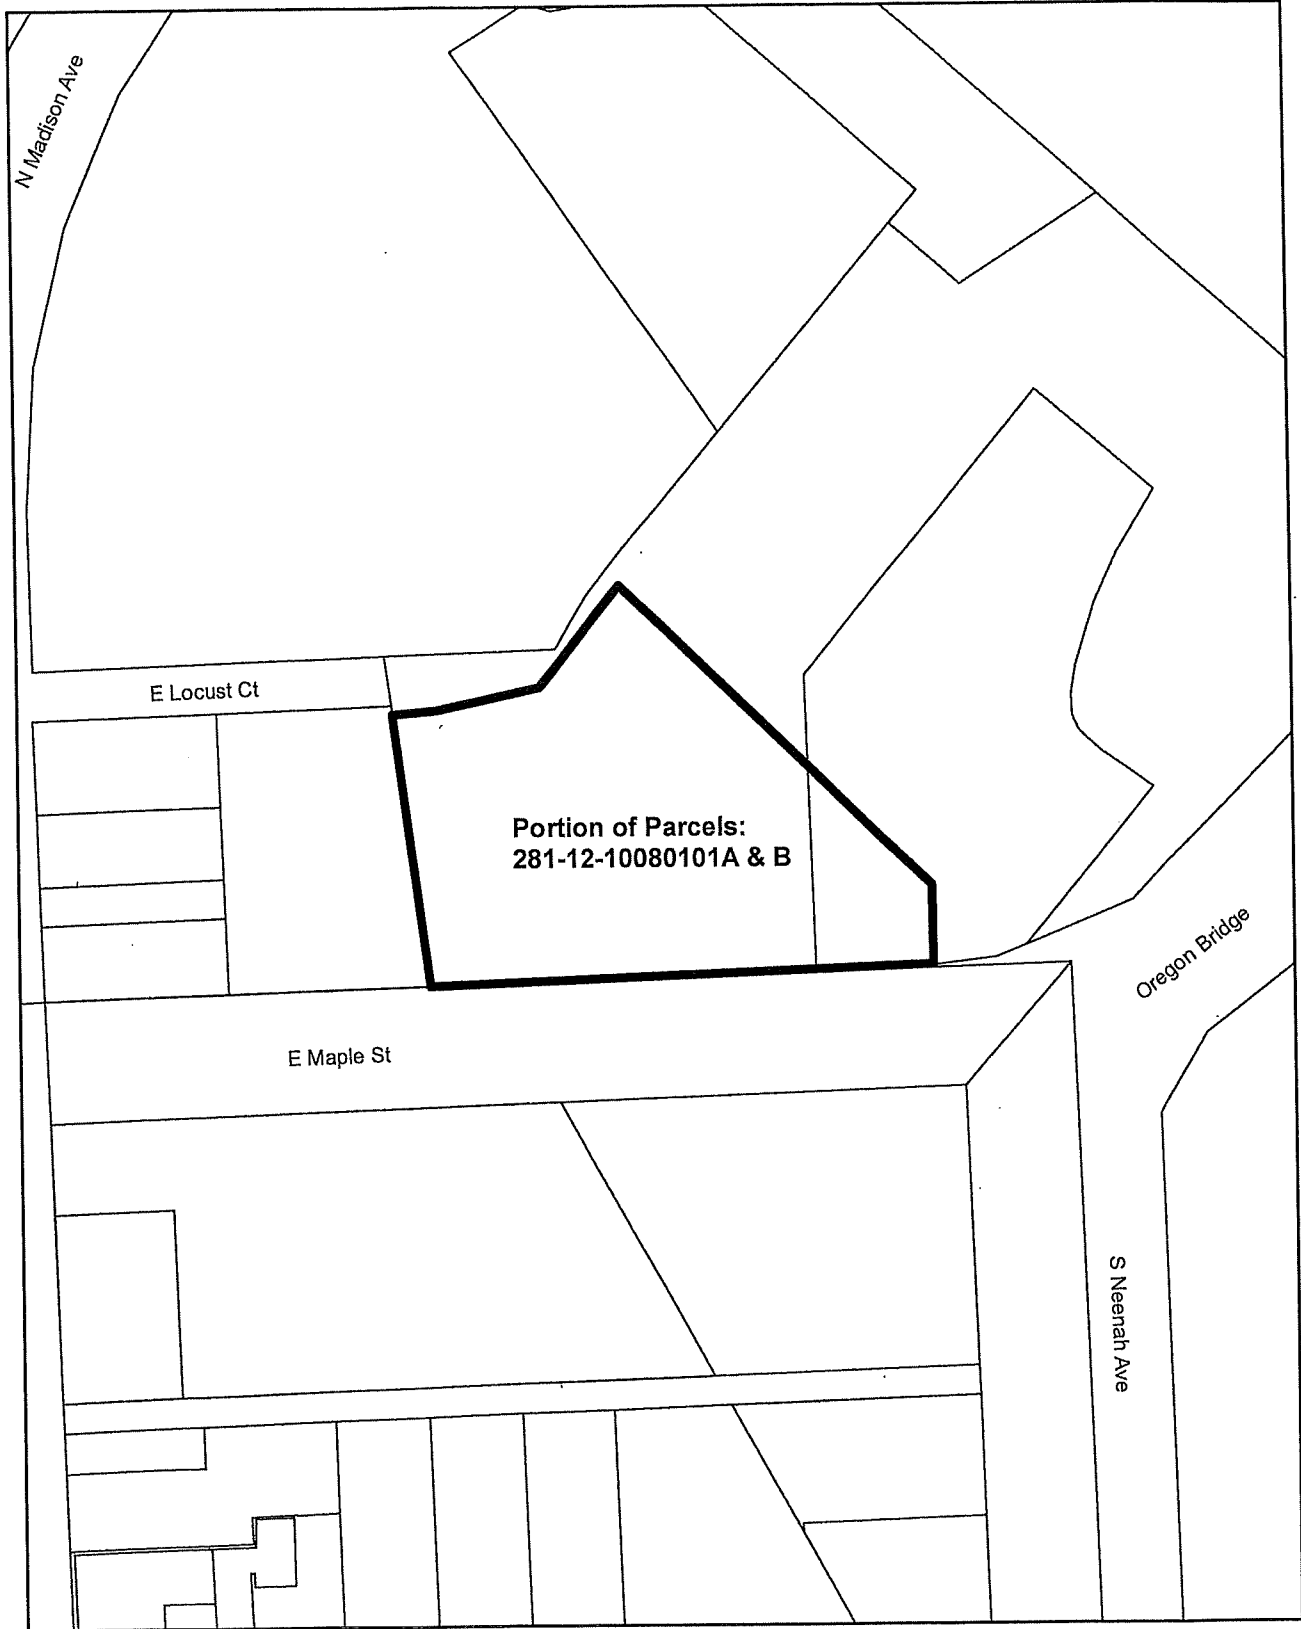 N Madison Ave
E Locust Ct
Portion of Parcels:
281-12-10080101A & B
Oregon Bridge
E Maple St
S Neenah Ave